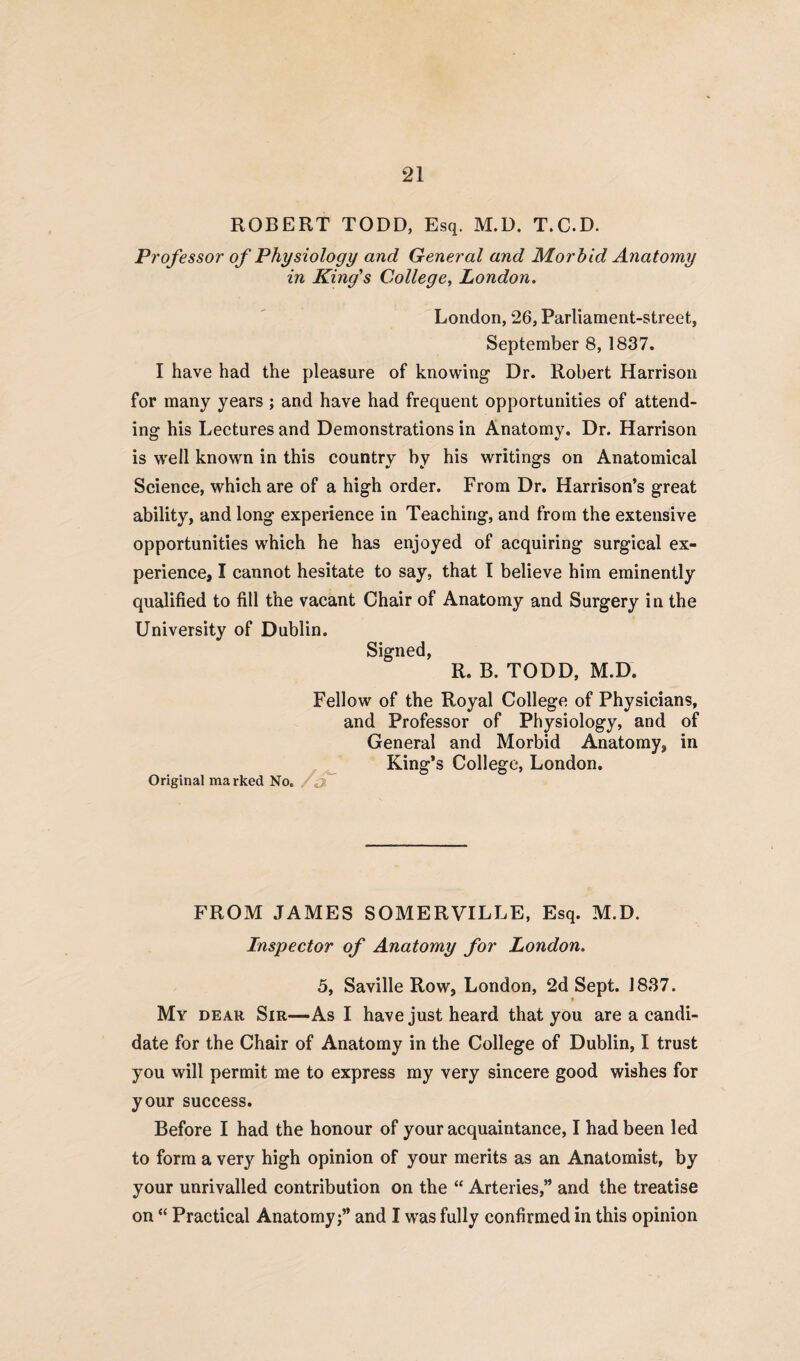 21
ROBERT TODD, Esq. M.D. T.C.D.
Professor of Physiology and General and Morbid Anatomy
in King's College, London.
London, 26, Parliament-street,
September 8, 1837.
I have had the pleasure of knowing Dr. Robert Harrison
for many years ; and have had frequent opportunities of attend-
ing his Lectures and Demonstrations in Anatomy. Dr. Harrison
is well known in this country by his writings on Anatomical
Science, which are of a high order. From Dr. Harrison's great
ability, and long experience in Teaching, and from the extensive
opportunities which he has enjoyed of acquiring surgical ex-
perience, I cannot hesitate to say, that I believe him eminently
qualified to fill the vacant Chair of Anatomy and Surgery in the
University of Dublin.
Signed,
R. B. TODD, M.D.
Fellow of the Royal College of Physicians,
and Professor of Physiology, and of
General and Morbid Anatomy, in
King's College, London.
Original marked No.
FROM JAMES SOMERVILLE, Esq. M.D.
Inspector of Anatomy for London.
5, Saville Row, London, 2d Sept. 1837.
My dear Sir—As I have just heard that you are a candi-
date for the Chair of Anatomy in the College of Dublin, I trust
you will permit me to express my very sincere good wishes for
your success.
Before I had the honour of your acquaintance, I had been led
to form a very high opinion of your merits as an Anatomist, by
your unrivalled contribution on the “ Arteries,” and the treatise
on “ Practical Anatomy;” and I was fully confirmed in this opinion